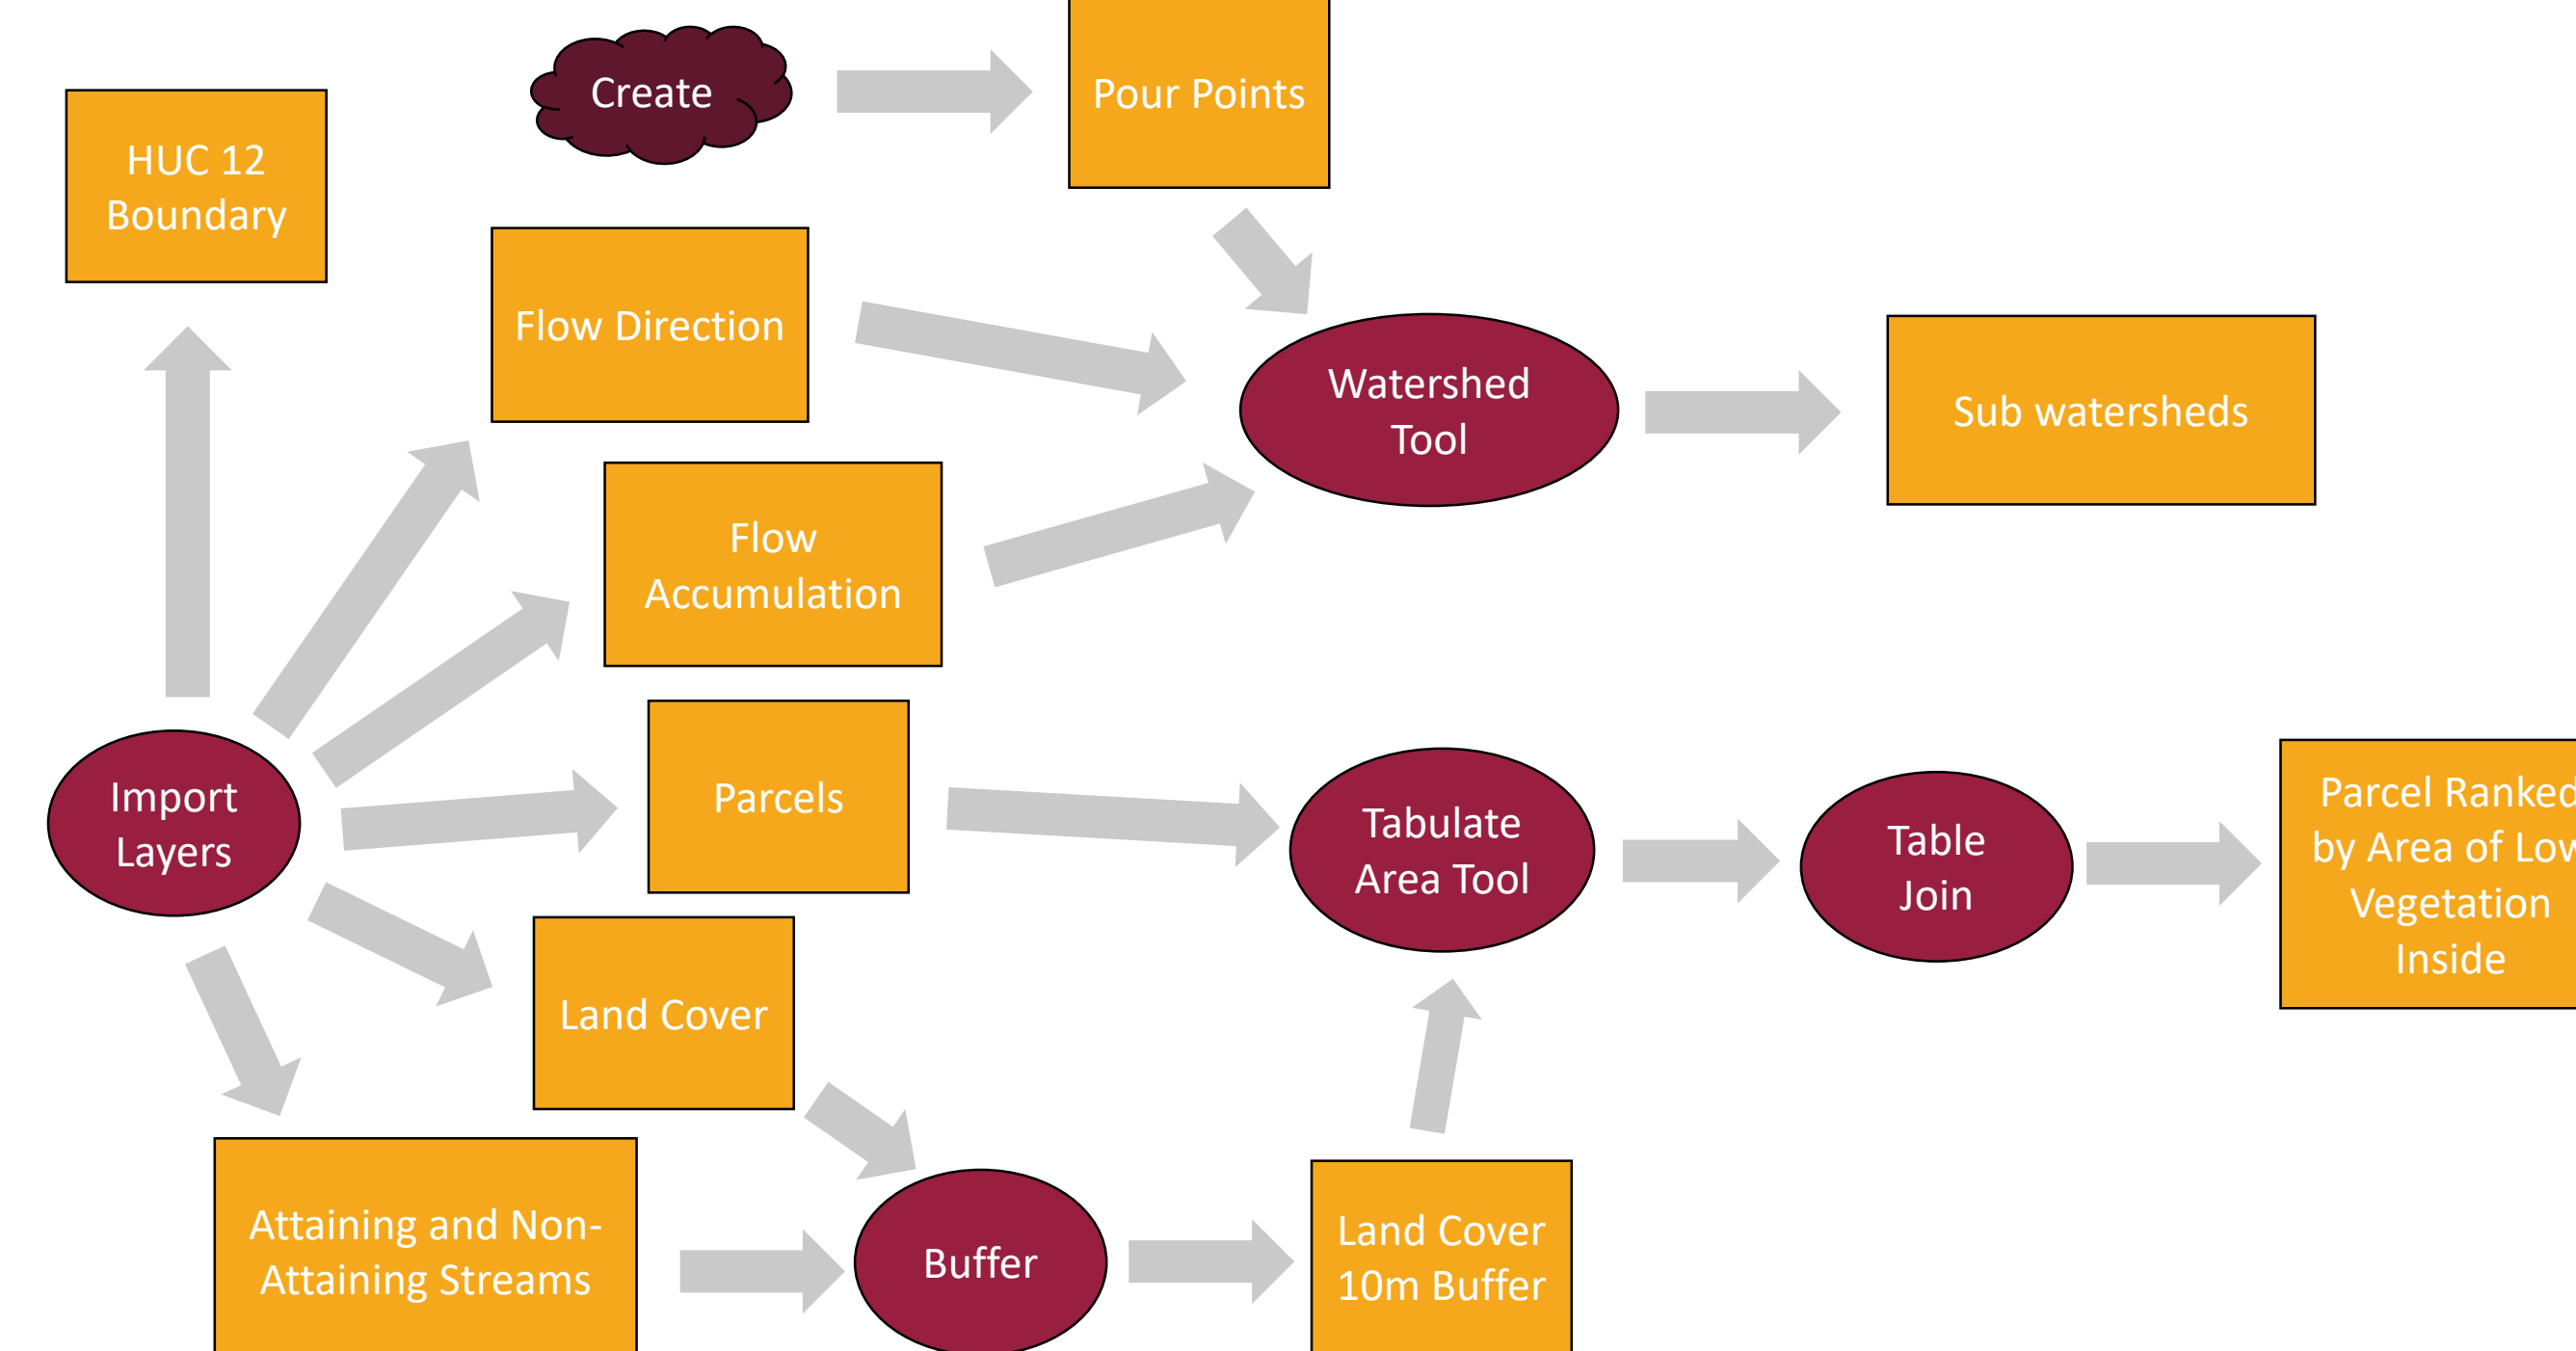 Create
Pour Points
HUC 12
Boundary
Flow Direction
Watershed
Tool
Sub watersheds
Flow
Accumulation
Import
Layers
Parcels
Tabulate
Area Tool
Table
Join
Parcel Ranked
by Area of Low
Vegetation
Inside
Land Cover
Attaining and Non-
Attaining Streams
Buffer
Land Cover
10m Buffer